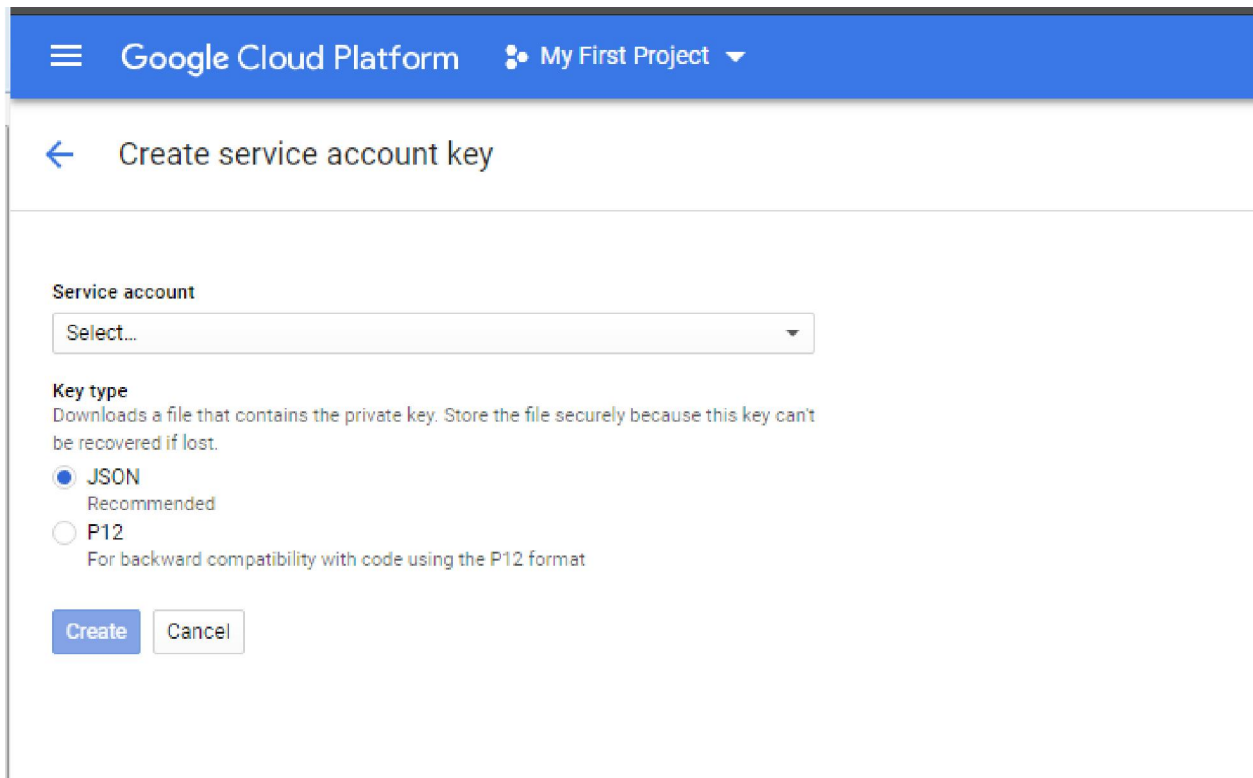 Google Cloud Platform My First Project
Create service account key
Service account
Select...
Key type
Downloads a file that contains the private key. Store the file securely because this key can't
be recovered if lost.
JSON
Recommended
P12
For backward compatibility with code using the P12 format
Create Cancel